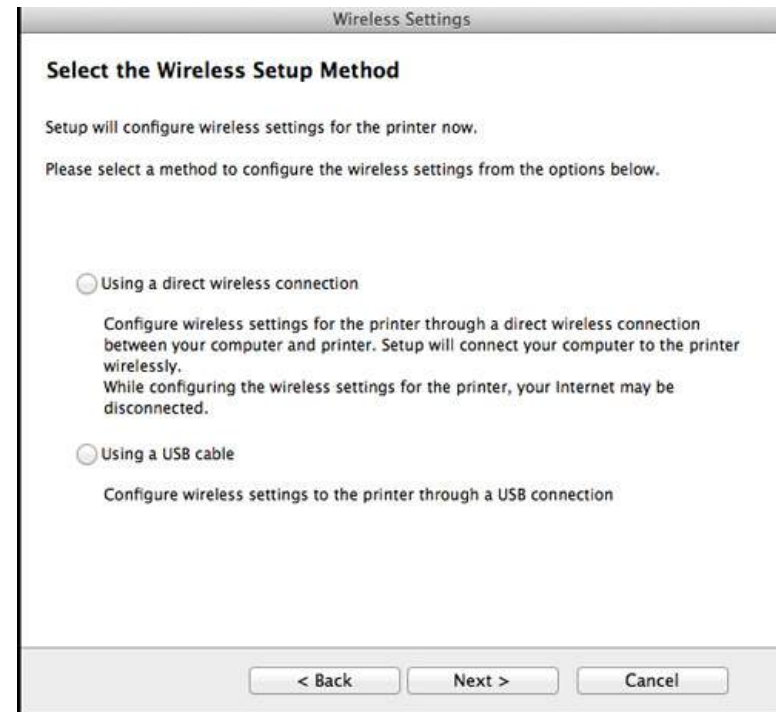 Wireless Settings
Select the Wireless Setup Method
Setup will configure wireless settings for the printer now.
Please select a method to configure the wireless settings from the options below.
Using a direct wireless connection
Configure wireless settings for the printer through a direct wireless connection
between your computer and printer. Setup will connect your computer to the printer
wirelessly.
While configuring the wireless settings for the printer, your Internet may be
disconnected.
Using a USB cable
Configure wireless settings to the printer through a USB connection
< Back Next > Cancel